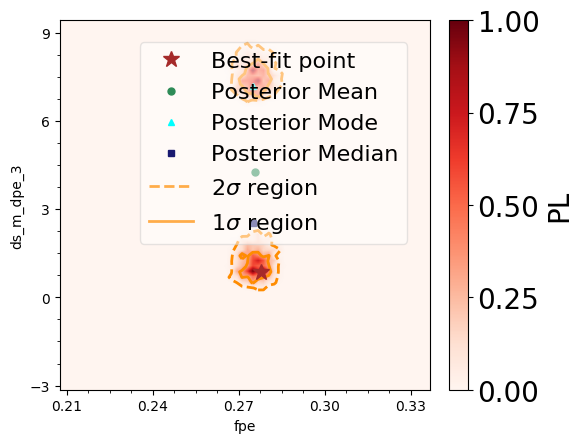 9
6
3
0
−3
ds_m_dpe_3
0.21 0.24 0.27 0.30 0.33
fpe
Best-fit point
Posterior Mean
Posterior Mode
Posterior Median
2σ region
1σ region
1.00
0.75
0.50
0.25
0.00
PL